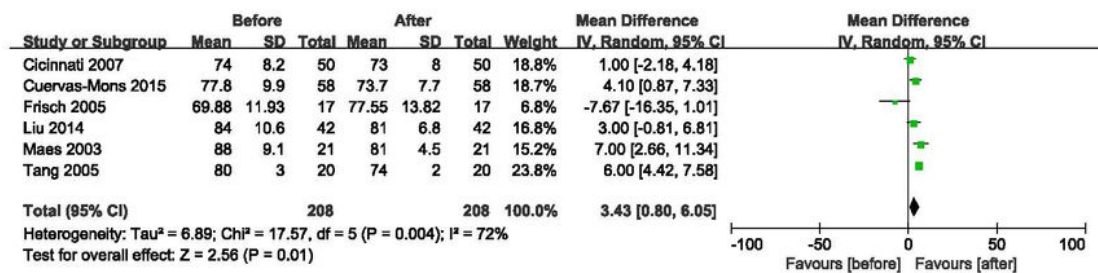 Before After Mean Difference Mean Difference
Study or Subgroup Mean SD Total Mean SD Total Weight IV, Random, 95% CI IV, Random, 95% CI
Cicinnati 2007 74 8.2 50 73 8 50 18.8% 1.00 [-2.18, 4.18]
Cuervas-Mons 2015 77.8 9.9 58 73.7 7.7 58 18.7% 4.10 [0.87, 7.33]
Frisch 2005 69.88 11.93 17 77.55 13.82 17 6.8% -7.67 [-16.35, 1.01]
Liu 2014 84 10.6 42 81 6.8 42 16.8% 3.00 [-0.81, 6.81]
Maes 2003 88 9.1 21 81 4.5 21 15.2% 7.00 [2.66, 11.34]
Tang 2005 80 3 20 74 2 20 23.8% 6.00 [4.42, 7.58]
Total (95% CI) 208 208 100.0% 3.43 [0.80, 6.05]
Heterogeneity: Tau² = 6.89; Chi² = 17.57, df = 5 (P = 0.004); I² = 72%
Test for overall effect: Z = 2.56 (P = 0.01)
-100 -50 0 50 100
Favours [before] Favours [after]